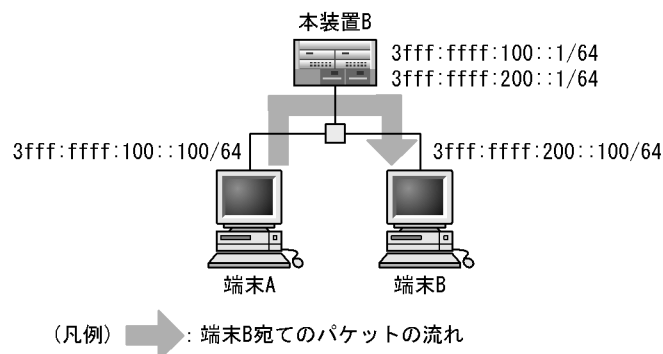 本装置B
3fff:ffff:100::1/64
3fff:ffff:200::1/64
3fff:ffff:100::100/64
3fff:ffff:200::100/64
端末A
端末B
(凡例) : 端末B宛てのパケットの流れ